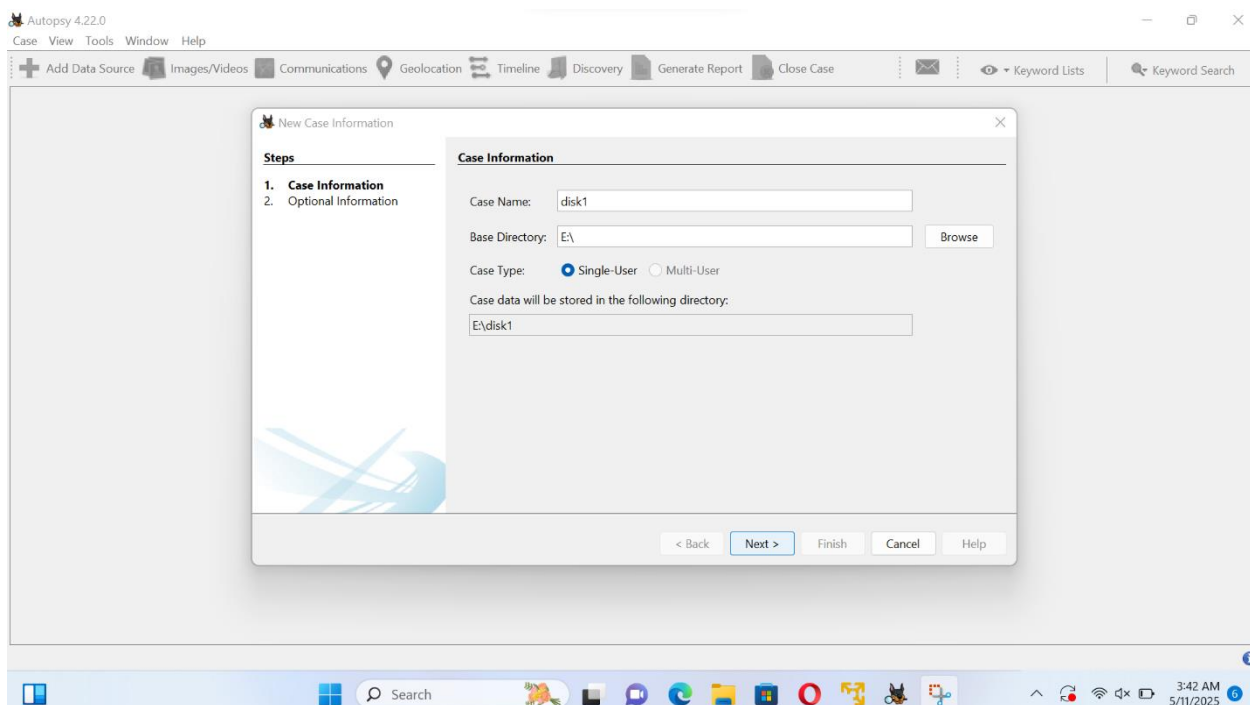 Autopsy 4.22.0
Case View Tools Window Help
Add Data Source Images/Videos Communications Geolocation Timeline Discovery Generate Report Close Case Keyword Lists Keyword Search
New Case Information
Steps
1. Case Information
2. Optional Information
Case Information
Case Name: disk1
Base Directory: E:\ Browse
Case Type: Single-User Multi-User
Case data will be stored in the following directory:
E:\disk1
< Back Next > Finish Cancel Help
Search
3:42 AM
5/11/2025 6